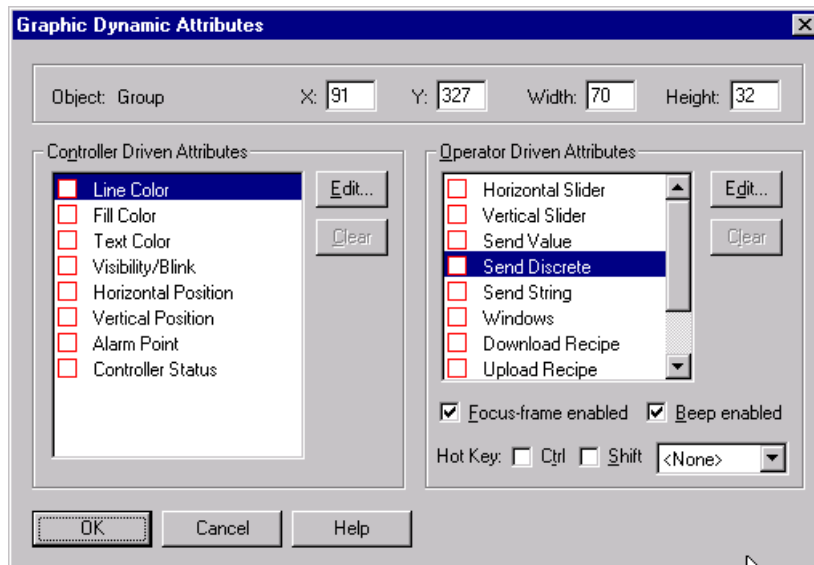 Graphic Dynamic Attributes
Object: Group X: 91 Y: 327 Width: 70 Height: 32
Controller Driven Attributes
Line Color
Fill Color
Text Color
Visibility/Blink
Horizontal Position
Vertical Position
Alarm Point
Controller Status
Edit...
Clear
Operator Driven Attributes
Horizontal Slider
Vertical Slider
Send Value
Send Discrete
Send String
Windows
Download Recipe
Upload Recipe
Edit...
Clear
Focus-frame enabled Beep enabled
Hot Key: Ctrl Shift <None>
OK Cancel Help